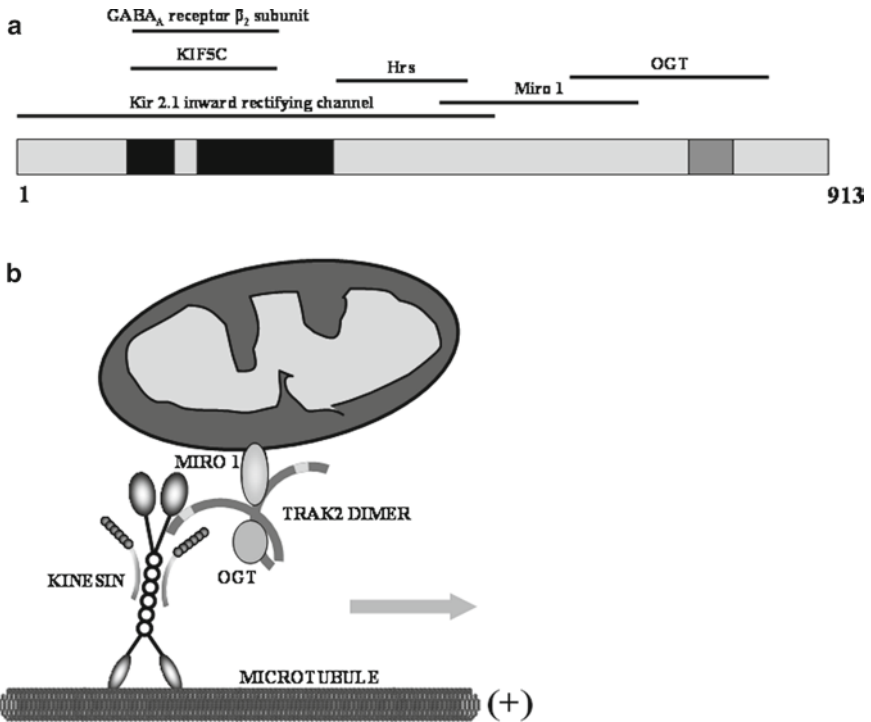 a
GABAA receptor β2 subunit
KIF5C
Hrs
OGT
Miro 1
Kir 2.1 inward rectifying channel
1
913
b
MIRO 1
TRAK2 DIMER
OGT
KINESIN
MICROTUBULE
(+)